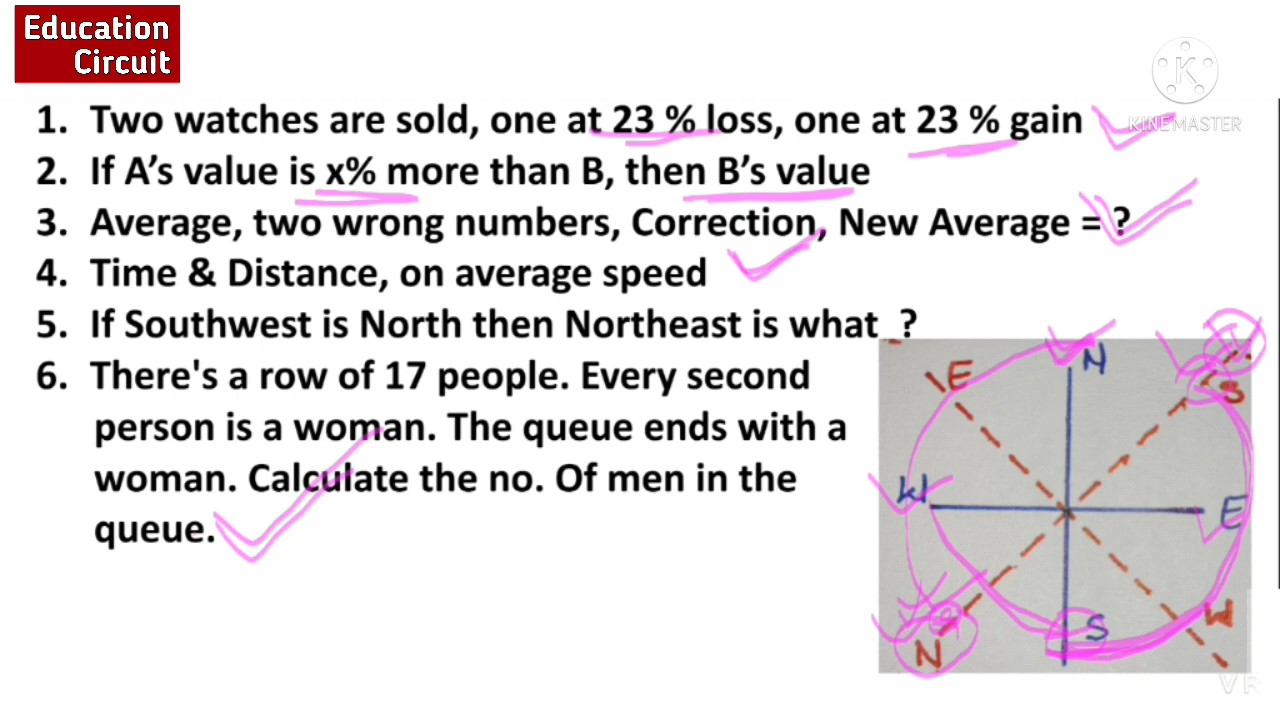 Education
Circuit
KINEMASTER
1. Two watches are sold, one at 23 % loss, one at 23 % gain
2. If A’s value is x% more than B, then B’s value
3. Average, two wrong numbers, Correction, New Average = ?
4. Time & Distance, on average speed
5. If Southwest is North then Northeast is what ?
6. There's a row of 17 people. Every second
person is a woman. The queue ends with a
woman. Calculate the no. Of men in the
queue.
N
E
S
W
E
W
S
N